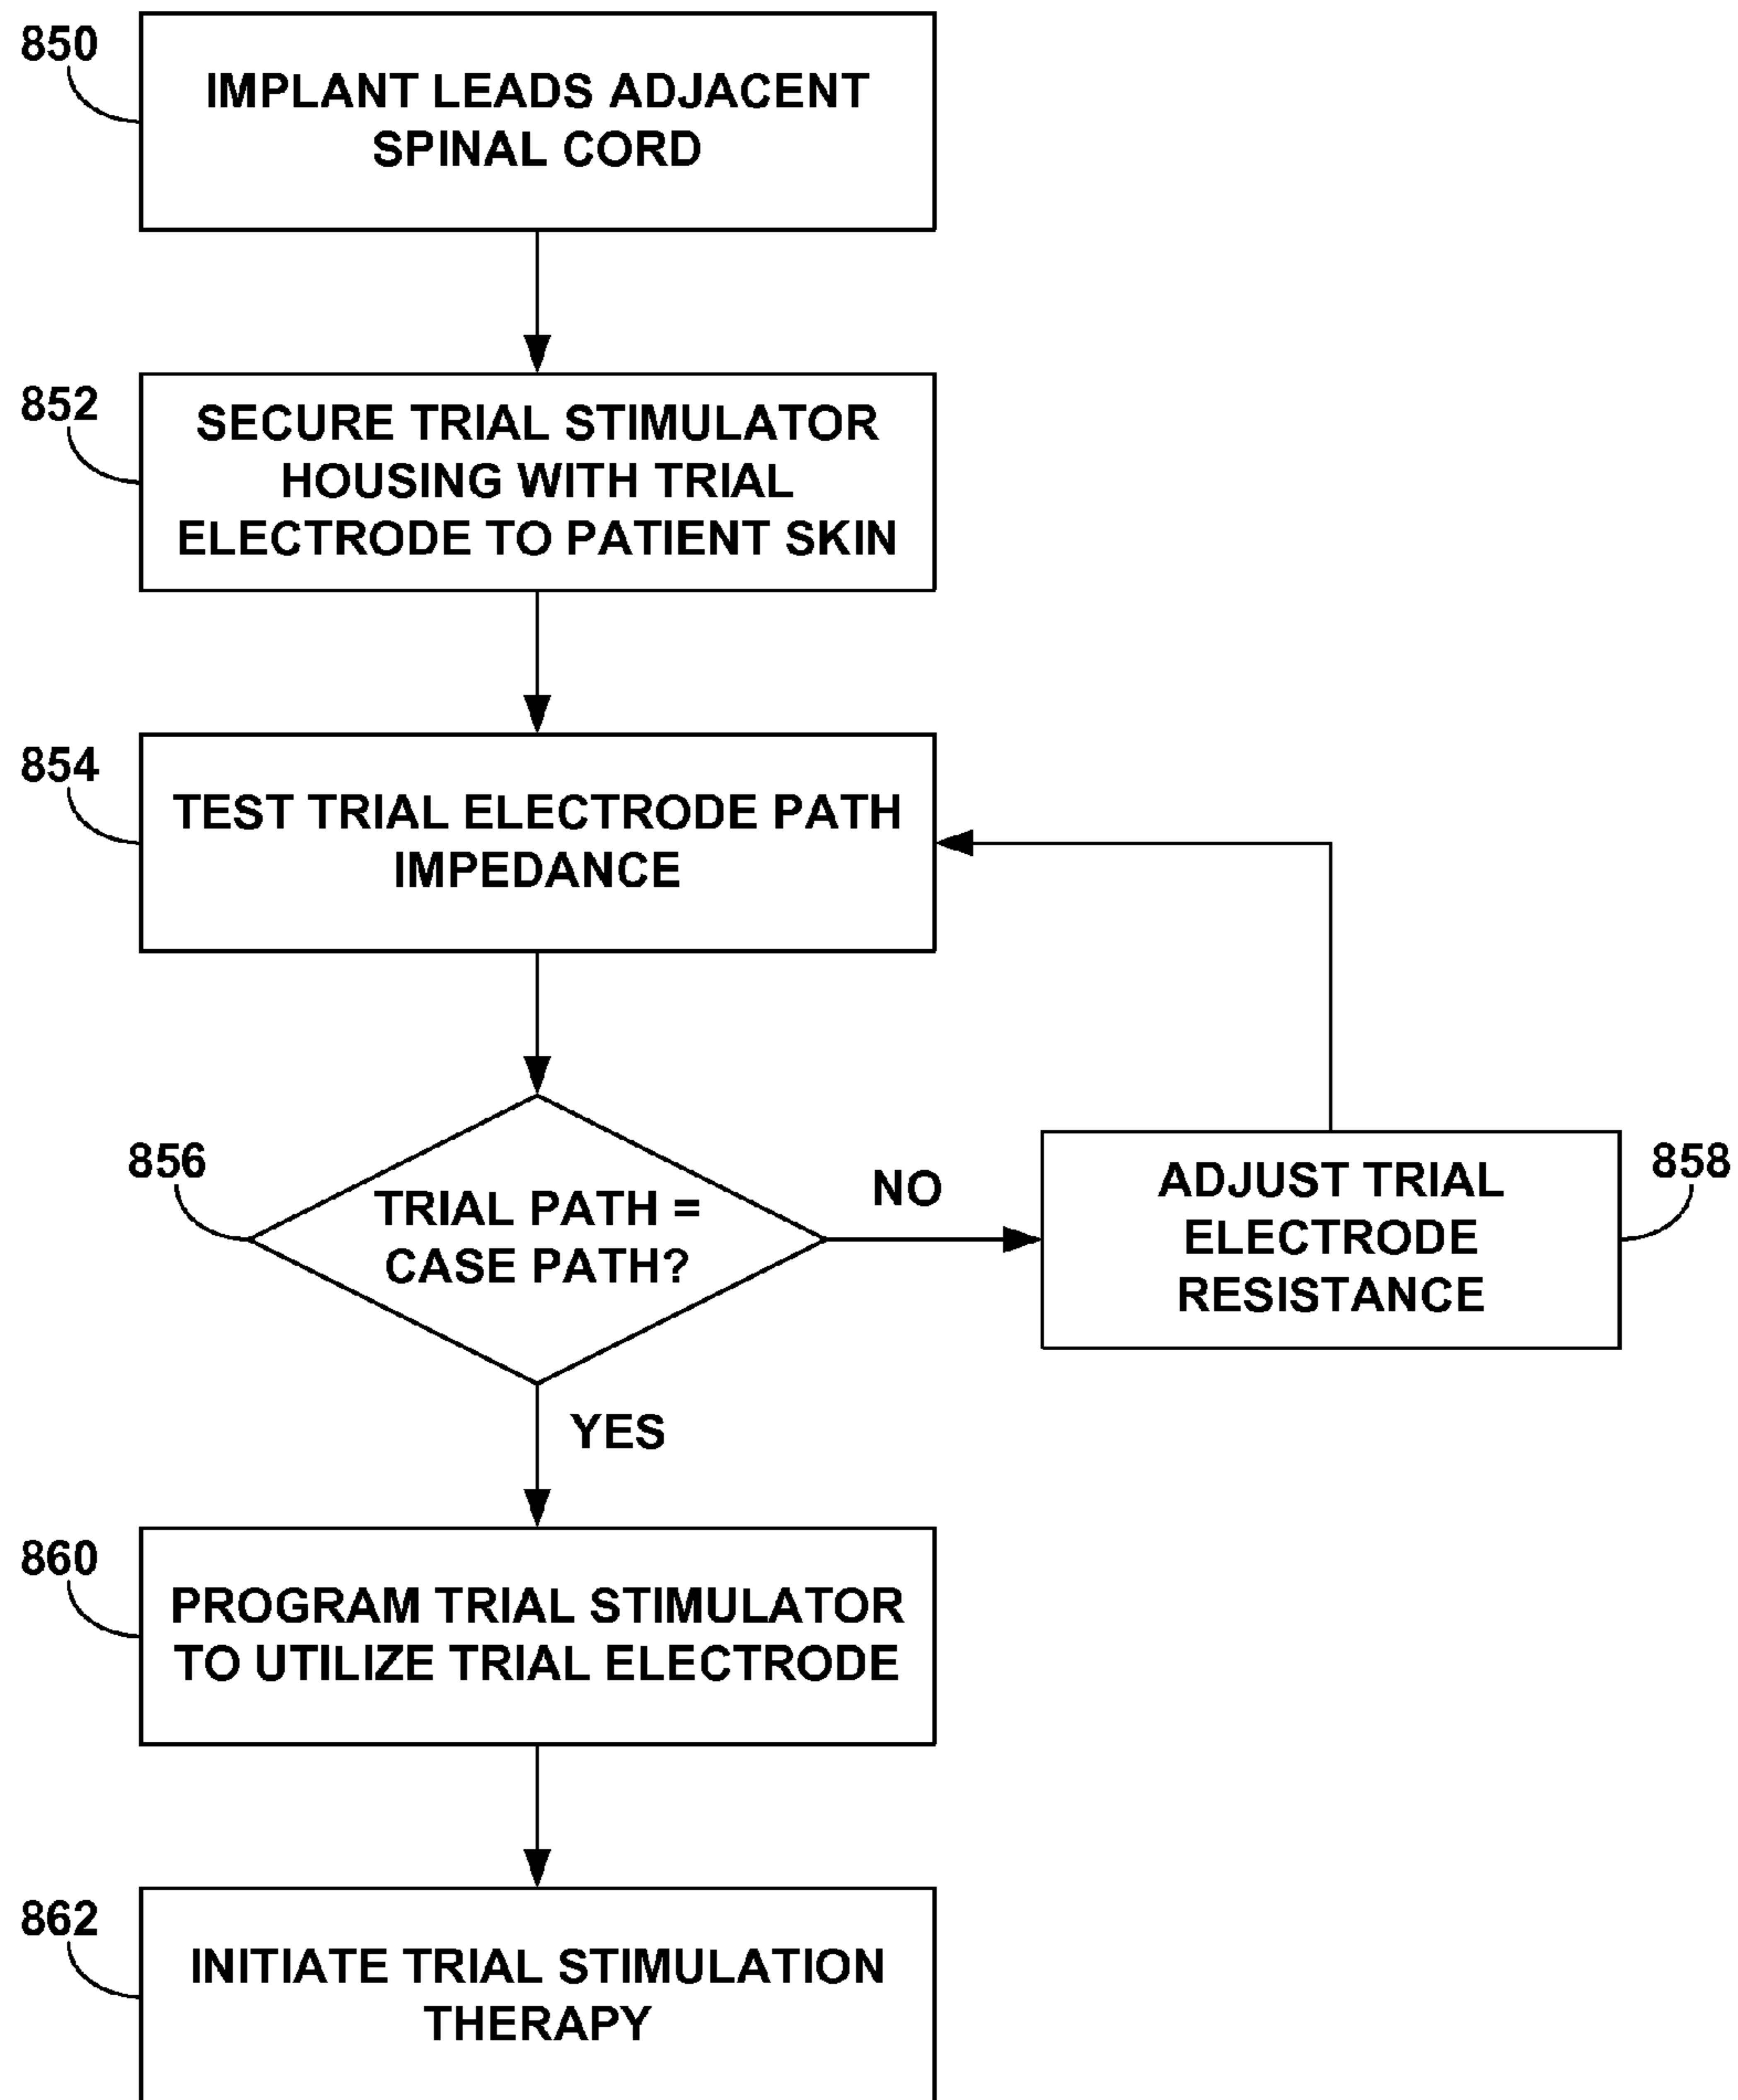 850
IMPLANT LEADS ADJACENT
SPINAL CORD
852
SECURE TRIAL STIMULATOR
HOUSING WITH TRIAL
ELECTRODE TO PATIENT SKIN
854
TEST TRIAL ELECTRODE PATH
IMPEDANCE
856
TRIAL PATH =
CASE PATH?
NO
858
ADJUST TRIAL
ELECTRODE
RESISTANCE
YES
860
PROGRAM TRIAL STIMULATOR
TO UTILIZE TRIAL ELECTRODE
862
INITIATE TRIAL STIMULATION
THERAPY